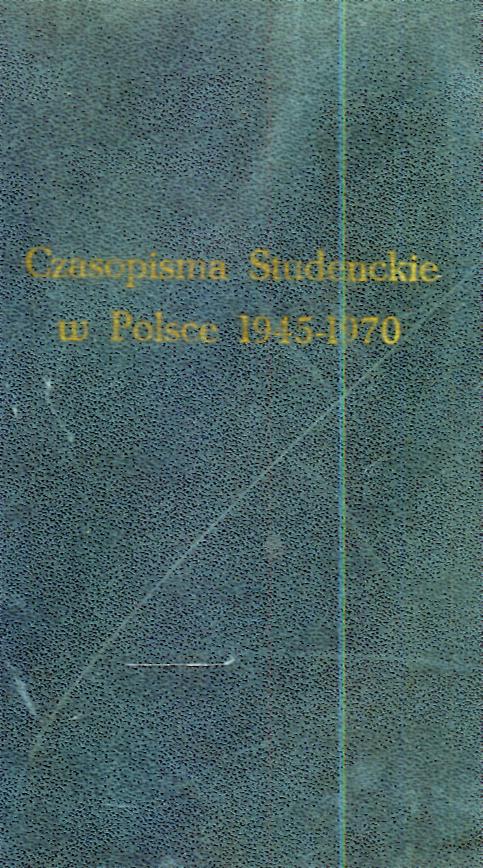 Czasopisma Studenckie
w Polsce 1945-1970